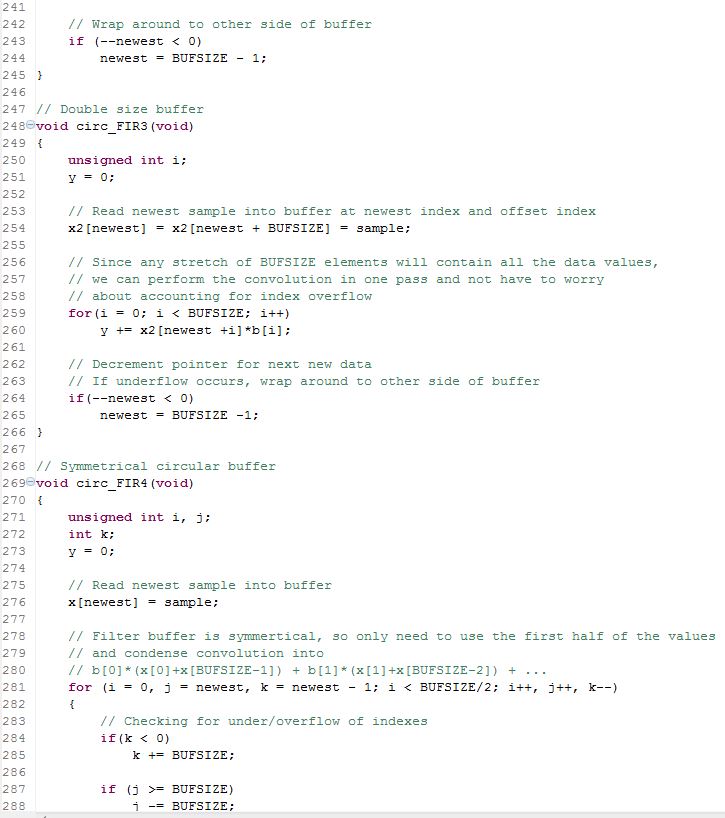 241
242 // Wrap around to other side of buffer
243 if (--newest < 0)
244 newest = BUFSIZE - 1;
245 }
246
247 // Double size buffer
248 void circ_FIR3(void)
249 {
250 unsigned int i;
251 y = 0;
252
253 // Read newest sample into buffer at newest index and offset index
254 x2[newest] = x2[newest + BUFSIZE] = sample;
255
256 // Since any stretch of BUFSIZE elements will contain all the data values,
257 // we can perform the convolution in one pass and not have to worry
258 // about accounting for index overflow
259 for(i = 0; i < BUFSIZE; i++)
260 y += x2[newest +i]*b[i];
261
262 // Decrement pointer for next new data
263 // If underflow occurs, wrap around to other side of buffer
264 if(--newest < 0)
265 newest = BUFSIZE -1;
266 }
267
268 // Symmetrical circular buffer
269 void circ_FIR4(void)
270 {
271 unsigned int i, j;
272 int k;
273 y = 0;
274
275 // Read newest sample into buffer
276 x[newest] = sample;
277
278 // Filter buffer is symmertical, so only need to use the first half of the values
279 // and condense convolution into
280 // b[0]*(x[0]+x[BUFSIZE-1]) + b[1]*(x[1]+x[BUFSIZE-2]) + ...
281 for (i = 0, j = newest, k = newest - 1; i < BUFSIZE/2; i++, j++, k--)
282 {
283 // Checking for under/overflow of indexes
284 if(k < 0)
285 k += BUFSIZE;
286
287 if (j >= BUFSIZE)
288 j -= BUFSIZE;